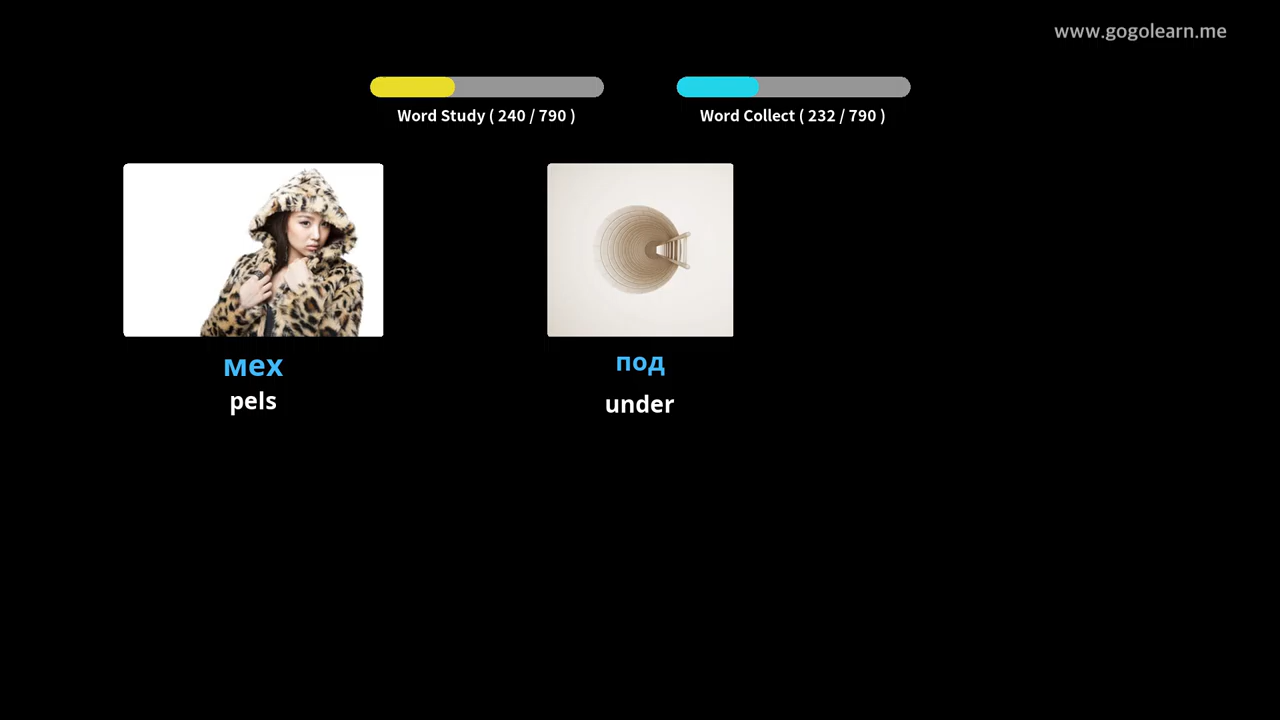 www.gogolearn.me
Word Study ( 240 / 790 )
Word Collect ( 232 / 790 )
мех
pels
под
under